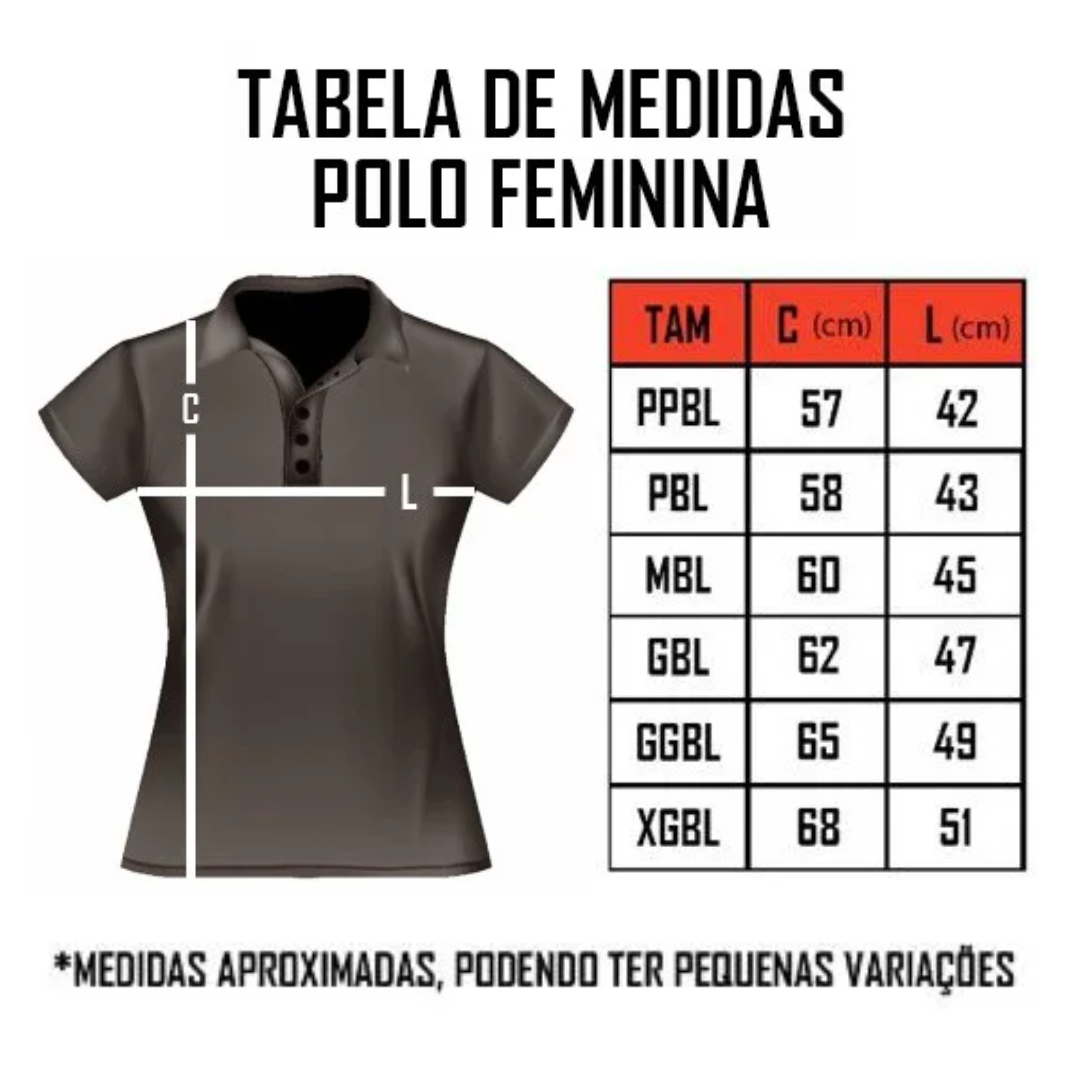 TABELA DE MEDIDAS
POLO FEMININA
C
L
TAM C (cm) L (cm)
PPBL 57 42
PBL 58 43
MBL 60 45
GBL 62 47
GGBL 65 49
XGBL 68 51
*MEDIDAS APROXIMADAS, PODENDO TER PEQUENAS VARIAÇÕES